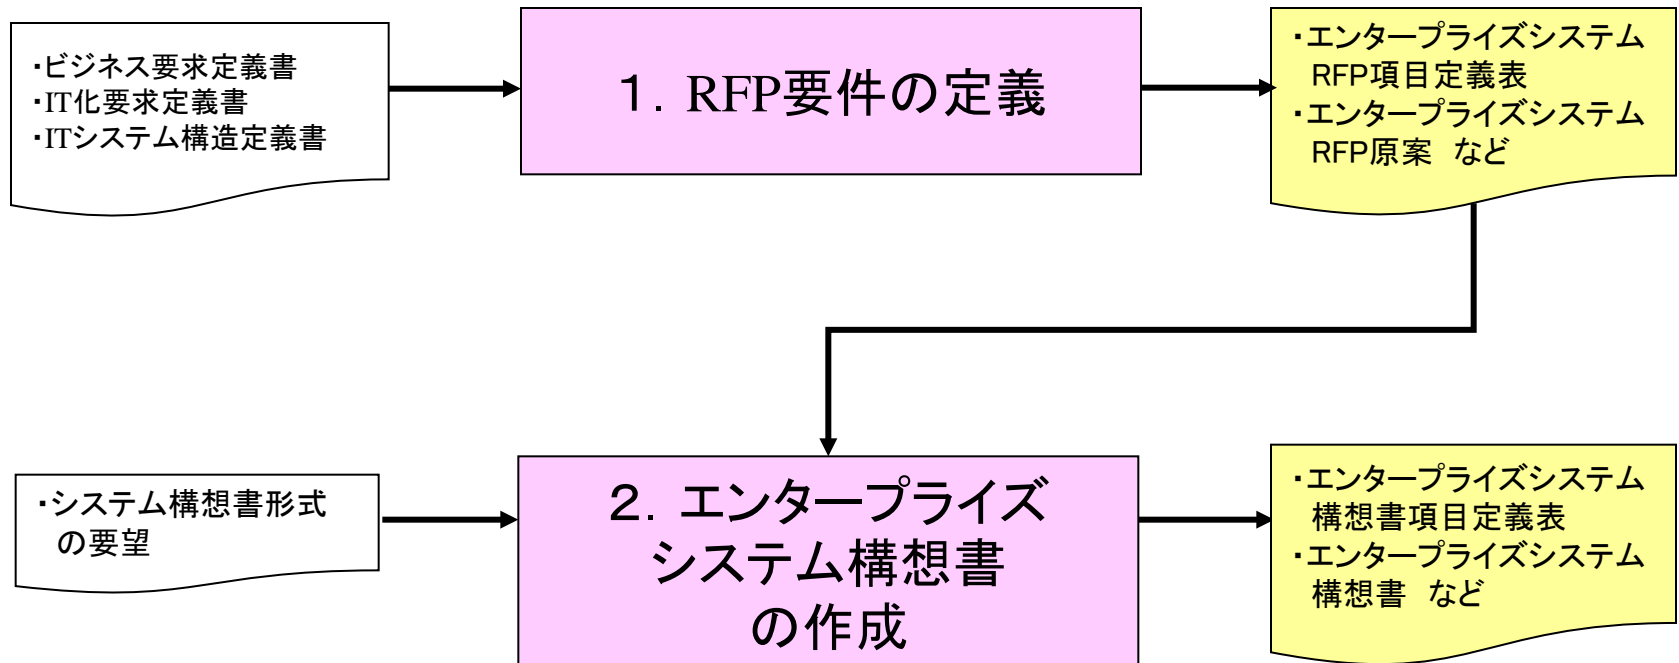 ・ビジネス要求定義書
・IT化要求定義書
・ITシステム構造定義書
１．RFP要件の定義
・エンタープライズシステム
RFP項目定義表
・エンタープライズシステム
RFP原案　など
・システム構想書形式
の要望
２．エンタープライズ
システム構想書
の作成
・エンタープライズシステム
構想書項目定義表
・エンタープライズシステム
構想書　など